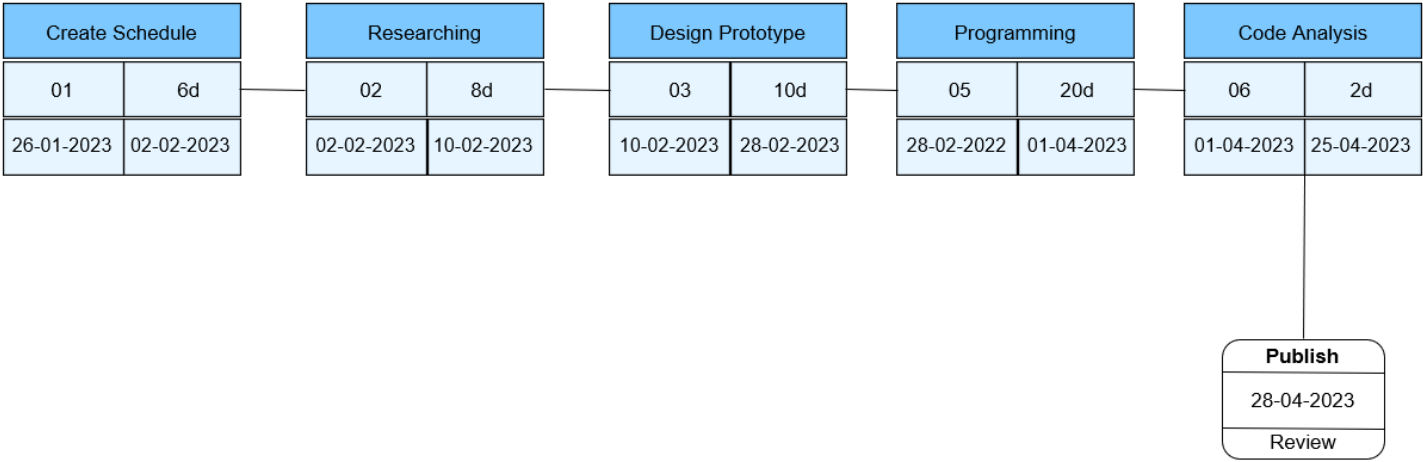 Create Schedule
01 6d
26-01-2023 02-02-2023
Researching
02 8d
02-02-2023 10-02-2023
Design Prototype
03 10d
10-02-2023 28-02-2023
Programming
05 20d
28-02-2022 01-04-2023
Code Analysis
06 2d
01-04-2023 25-04-2023
Publish
28-04-2023
Review